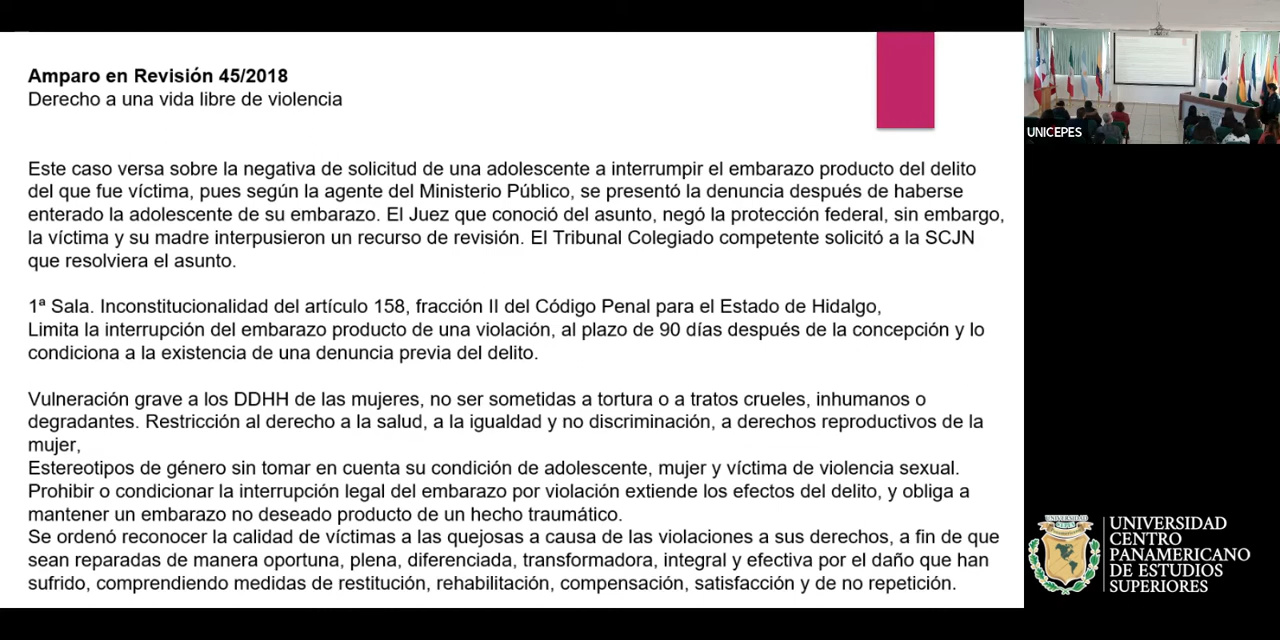 Amparo en Revisión 45/2018
Derecho a una vida libre de violencia
Este caso versa sobre la negativa de solicitud de una adolescente a interrumpir el embarazo producto del delito
del que fue víctima, pues según la agente del Ministerio Público, se presentó la denuncia después de haberse
enterado la adolescente de su embarazo. El Juez que conoció del asunto, negó la protección federal, sin embargo,
la víctima y su madre interpusieron un recurso de revisión. El Tribunal Colegiado competente solicitó a la SCJN
que resolviera el asunto.
1ª Sala. Inconstitucionalidad del artículo 158, fracción II del Código Penal para el Estado de Hidalgo,
Limita la interrupción del embarazo producto de una violación, al plazo de 90 días después de la concepción y lo
condiciona a la existencia de una denuncia previa del delito.
Vulneración grave a los DDHH de las mujeres, no ser sometidas a tortura o a tratos crueles, inhumanos o
degradantes. Restricción al derecho a la salud, a la igualdad y no discriminación, a derechos reproductivos de la
mujer,
Estereotipos de género sin tomar en cuenta su condición de adolescente, mujer y víctima de violencia sexual.
Prohibir o condicionar la interrupción legal del embarazo por violación extiende los efectos del delito, y obliga a
mantener un embarazo no deseado producto de un hecho traumático.
Se ordenó reconocer la calidad de víctimas a las quejosas a causa de las violaciones a sus derechos, a fin de que
sean reparadas de manera oportuna, plena, diferenciada, transformadora, integral y efectiva por el daño que han
sufrido, comprendiendo medidas de restitución, rehabilitación, compensación, satisfacción y de no repetición.
UNICEPES
UNIVERSIDAD
CENTRO
PANAMERICANO
DE ESTUDIOS
SUPERIORES